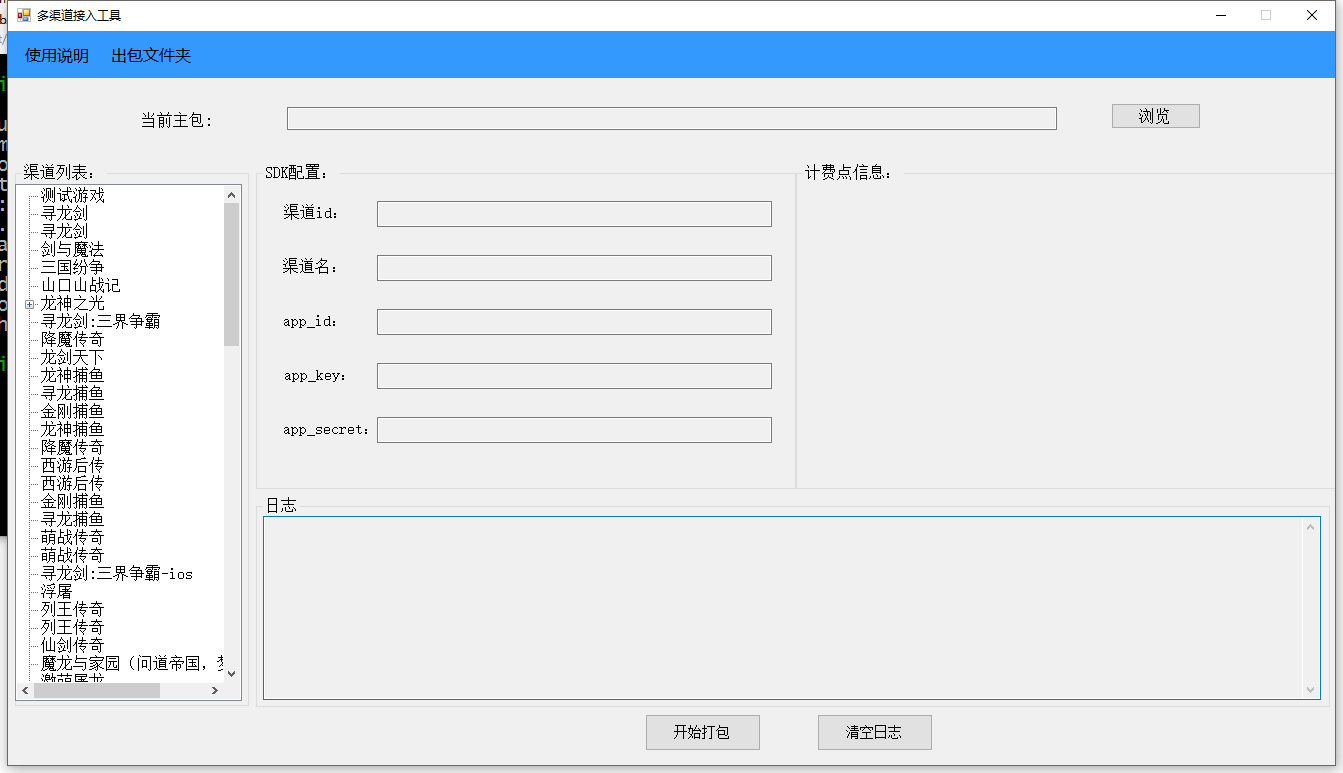 多渠道接入工具
使用说明 出包文件夹
当前主包: 浏览
渠道列表:
测试游戏
寻龙剑
寻龙剑
剑与魔法
三国纷争
山口山战记
龙神之光
寻龙剑:三界争霸
降魔传奇
龙剑天下
龙神捕鱼
寻龙捕鱼
金刚捕鱼
龙神捕鱼
降魔传奇
西游后传
西游后传
金刚捕鱼
寻龙捕鱼
萌战传奇
萌战传奇
寻龙剑:三界争霸-ios
浮屠
列王传奇
列王传奇
仙剑传奇
魔龙与家园（问道帝国，
SDK配置:
渠道id:
渠道名:
app_id:
app_key:
app_secret:
计费点信息:
日志
开始打包 清空日志